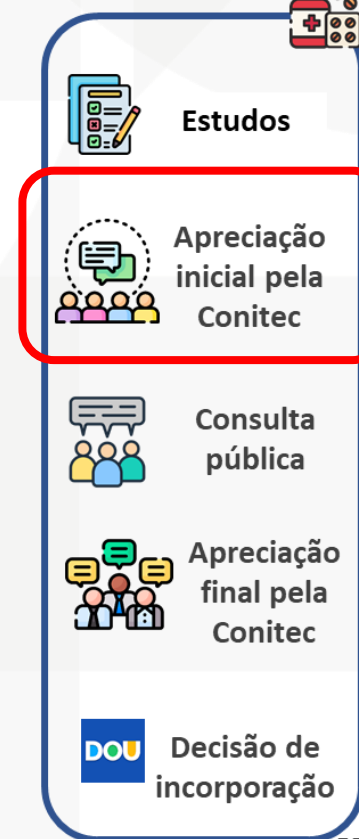 Estudos
Apreciação
inicial pela
Conitec
Consulta
pública
Apreciação
final pela
Conitec
DOU
Decisão de
incorporação